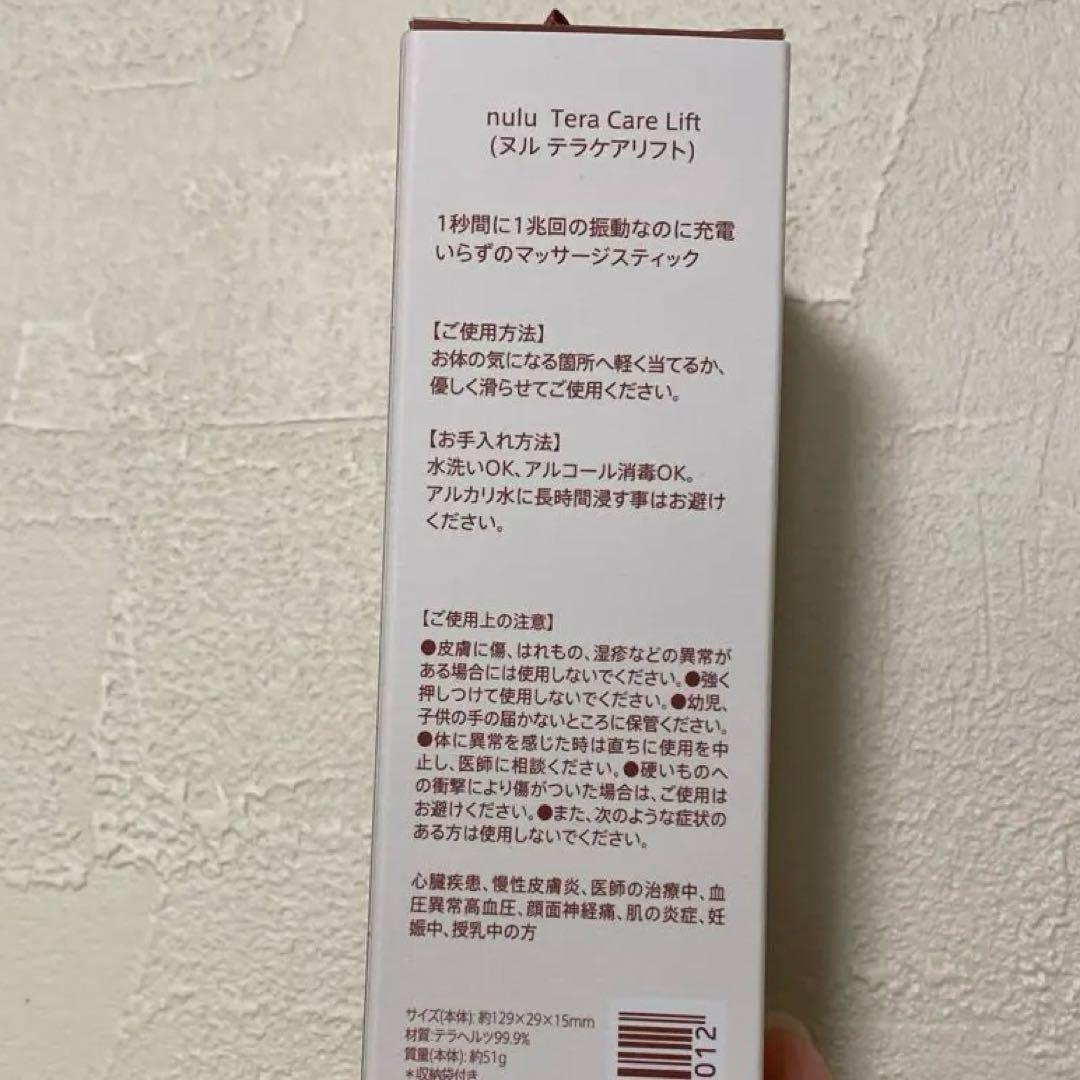 nulu Tera Care Lift
(ヌル テラケアリフト)
1秒間に1兆回の振動なのに充電
いらずのマッサージスティック
【ご使用方法】
お体の気になる箇所へ軽く当てるか、
優しく滑らせてご使用ください。
【お手入れ方法】
水洗いOK、アルコール消毒OK。
アルカリ水に長時間浸す事はお避け
ください。
【ご使用上の注意】
●皮膚に傷、はれもの、湿疹などの異常が
ある場合には使用しないでください。●強く
押しつけて使用しないでください。●幼児、
子供の手の届かないところに保管ください。
●体に異常を感じた時は直ちに使用を中
止し、医師に相談ください。●硬いものへ
の衝撃により傷がついた場合は、ご使用は
お避けください。●また、次のような症状の
ある方は使用しないでください。
心臓疾患、慢性皮膚炎、医師の治療中、血
圧異常高血圧、顔面神経痛、肌の炎症、妊
娠中、授乳中の方
サイズ(本体): 約129×29×15mm
材質:テラヘルツ99.9%
質量(本体): 約51g
*収納袋付き
012